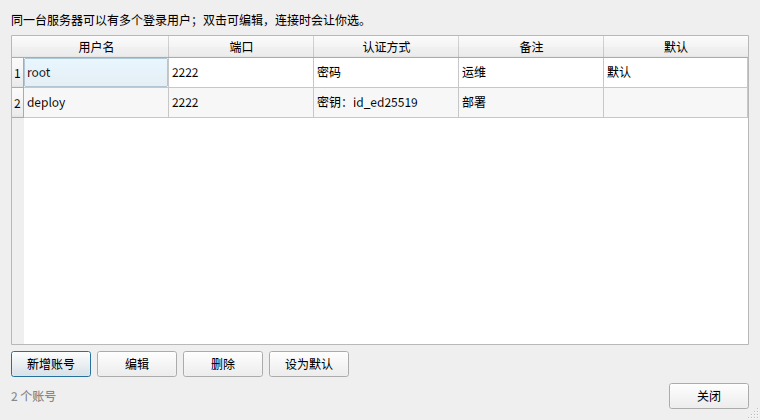 同一台服务器可以有多个登录用户；双击可编辑，连接时会让你选。
用户名 端口 认证方式 备注 默认
1 root 2222 密码 运维 默认
2 deploy 2222 密钥：id_ed25519 部署
新增账号 编辑 删除 设为默认
2 个账号 关闭